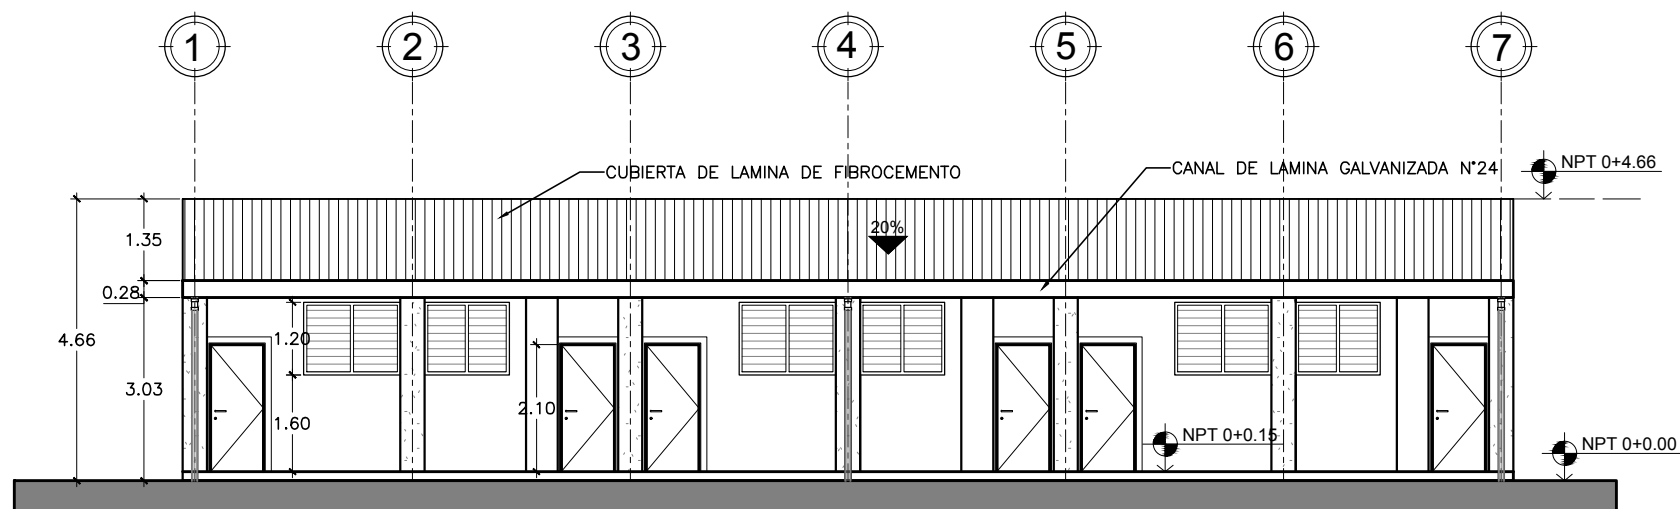 1 2 3 4 5 6 7
CUBIERTA DE LAMINA DE FIBROCEMENTO
CANAL DE LAMINA GALVANIZADA N°24
NPT 0+4.66
20%
1.35
0.28
4.66
1.20
3.03
2.10
1.60
NPT 0+0.15
NPT 0+0.00